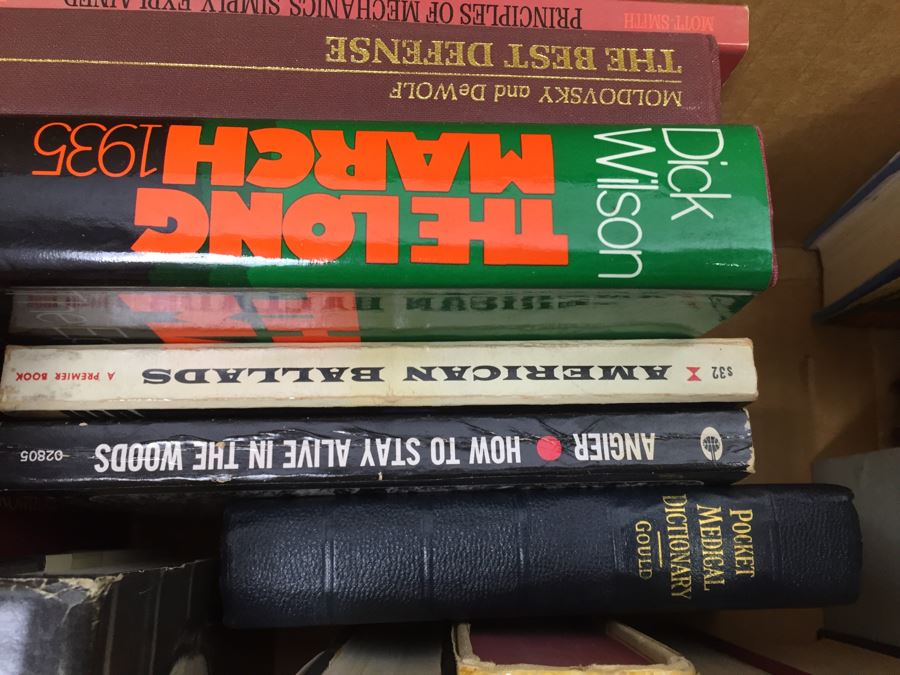 MOTT-SMITH PRINCIPLES OF MECHANICS SIMPLY EXPLAINED
THE BEST DEFENSE
MOLDOVSKY and DeWOLF
Dick
Wilson
THE LONG
MARCH 1935
s32 AMERICAN BALLADS A PREMIER BOOK
ANGIER HOW TO STAY ALIVE IN THE WOODS 02805
POCKET
MEDICAL
DICTIONARY
GOULD